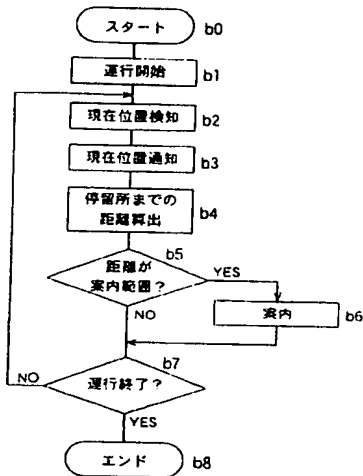 スタート b0
運行開始 b1
現在位置検知 b2
現在位置通知 b3
停留所までの
距離算出 b4
b5
距離が
案内範囲？ YES
案内 b6
NO
b7
NO 運行終了？
YES
エンド b8